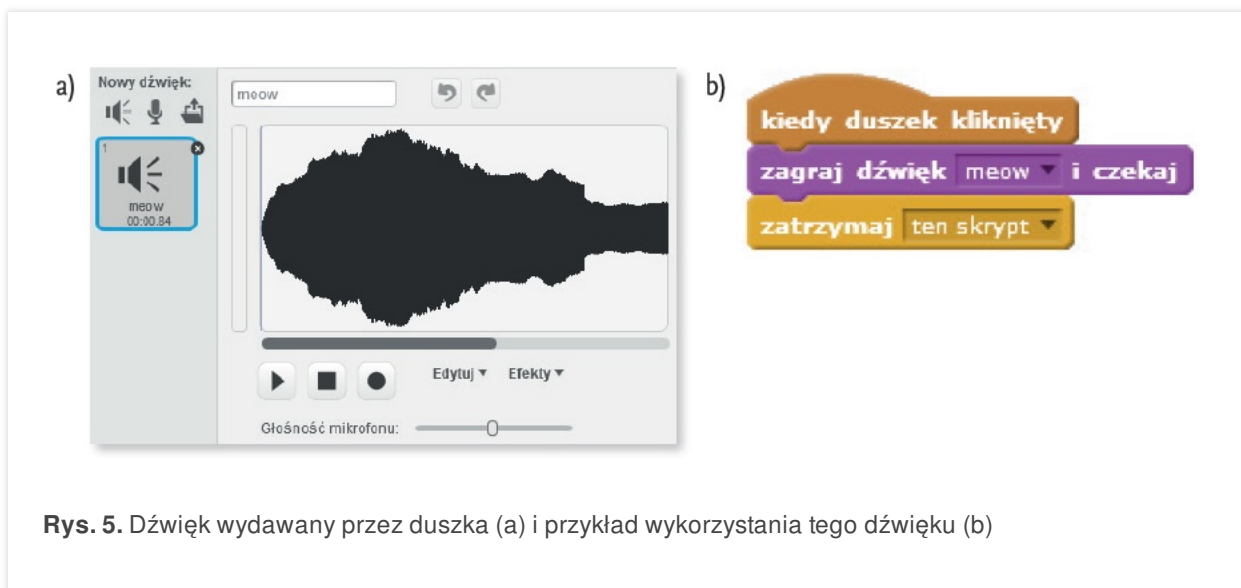 a)
Nowy dźwięk:
1
meow
00:00.84
meow
Edytuj
Efekty
Głośność mikrofonu:
b)
kiedy duszek kliknięty
zagraj dźwięk meow i czekaj
zatrzymaj ten skrypt
Rys. 5. Dźwięk wydawany przez duszka (a) i przykład wykorzystania tego dźwięku (b)